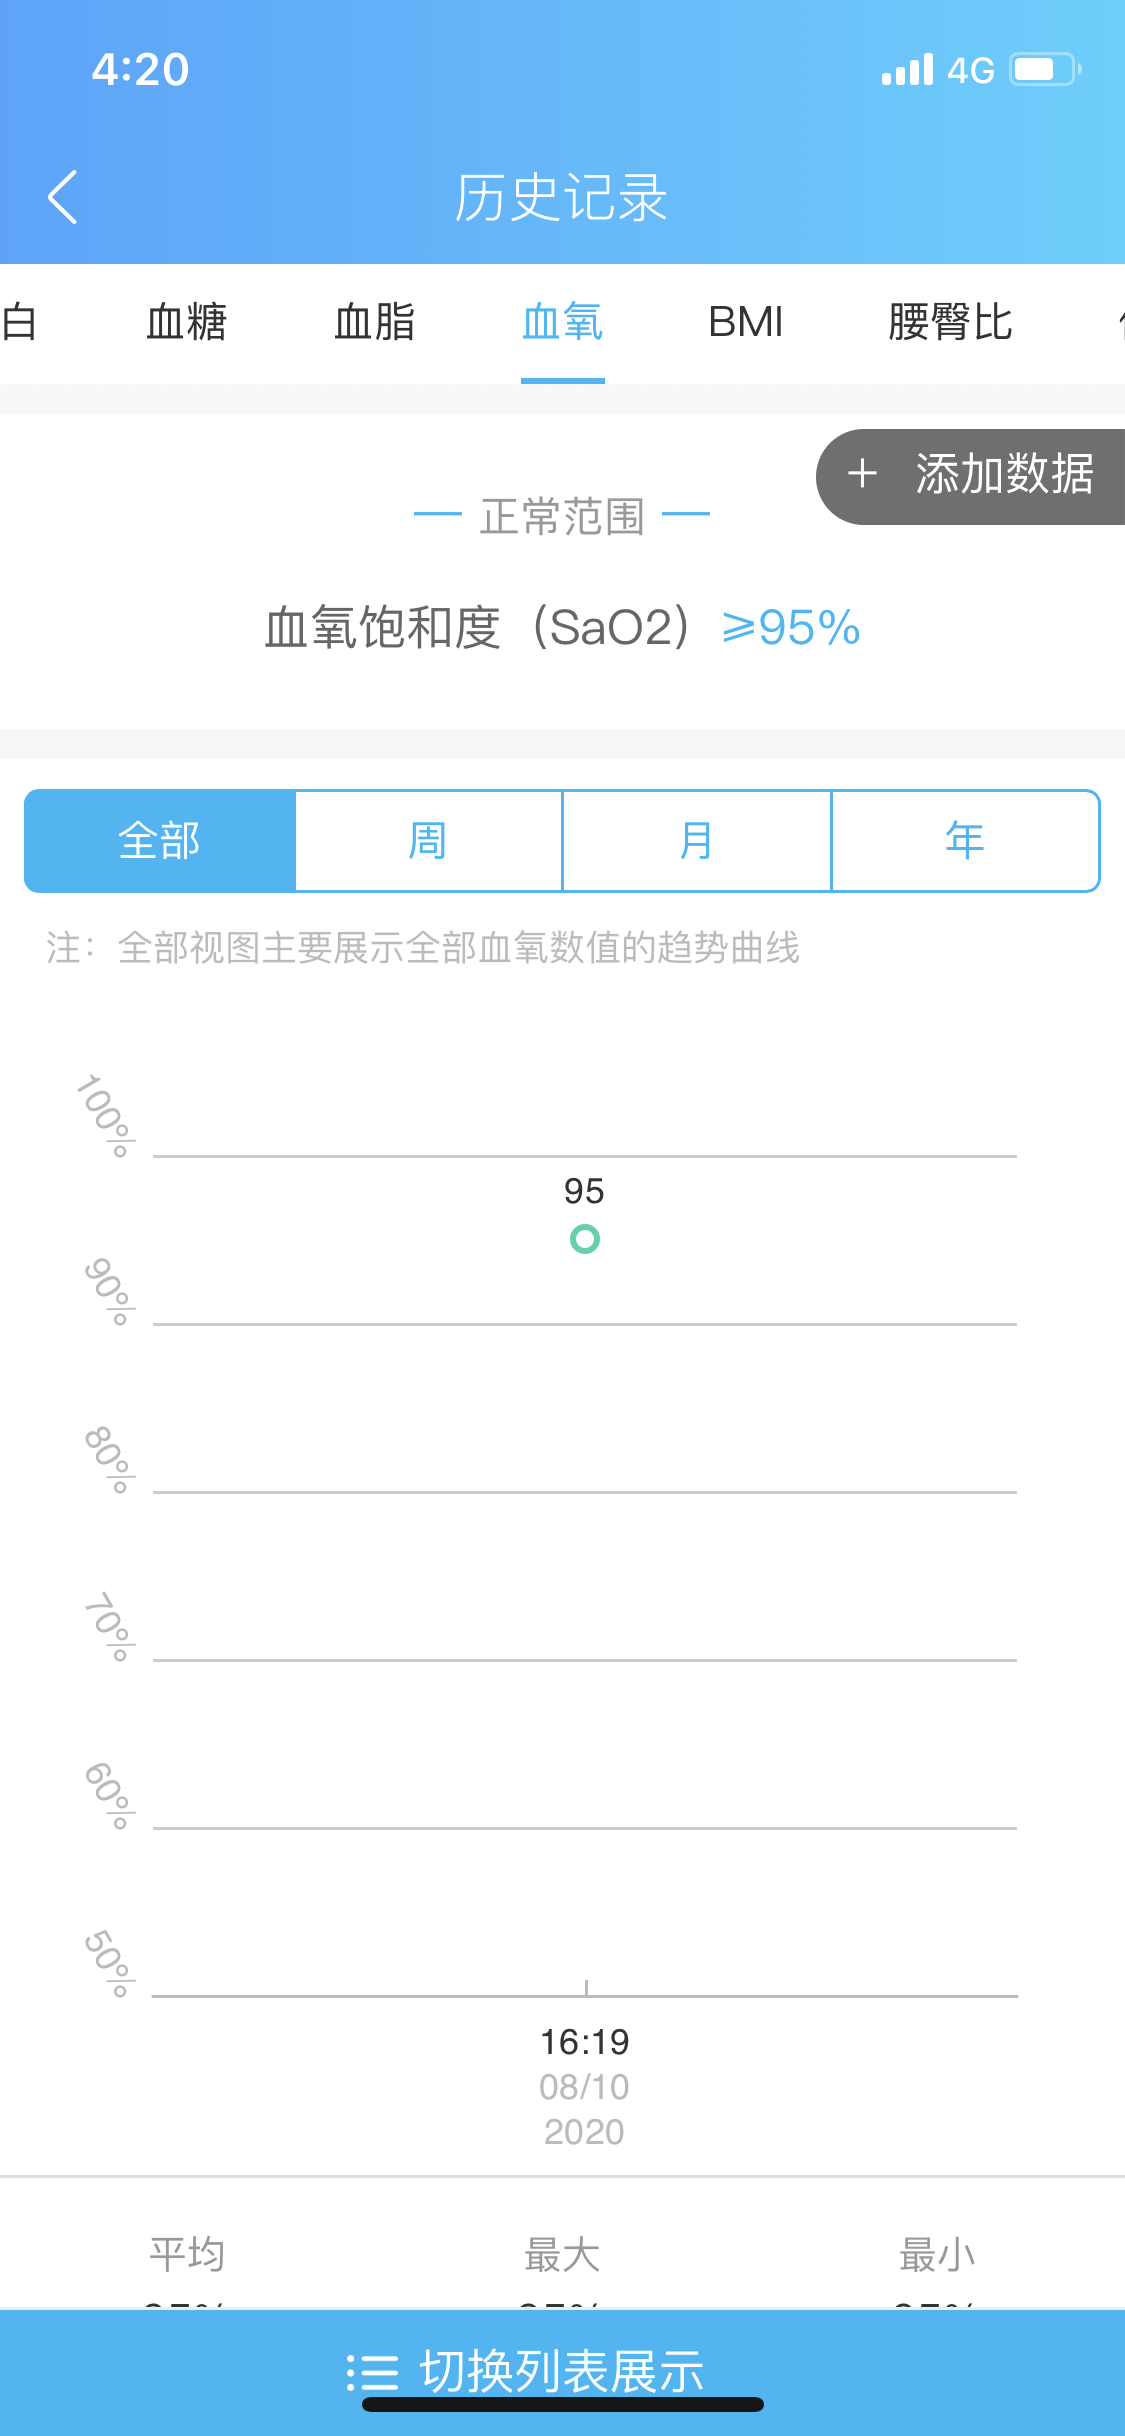 4:20 4G
历史记录
白 血糖 血脂 血氧 BMI 腰臀比
+ 添加数据
正常范围
血氧饱和度（SaO2）≥95%
全部 周 月 年
注：全部视图主要展示全部血氧数值的趋势曲线
100%
95
90%
80%
70%
60%
50%
16:19
08/10
2020
平均 最大 最小
切换列表展示